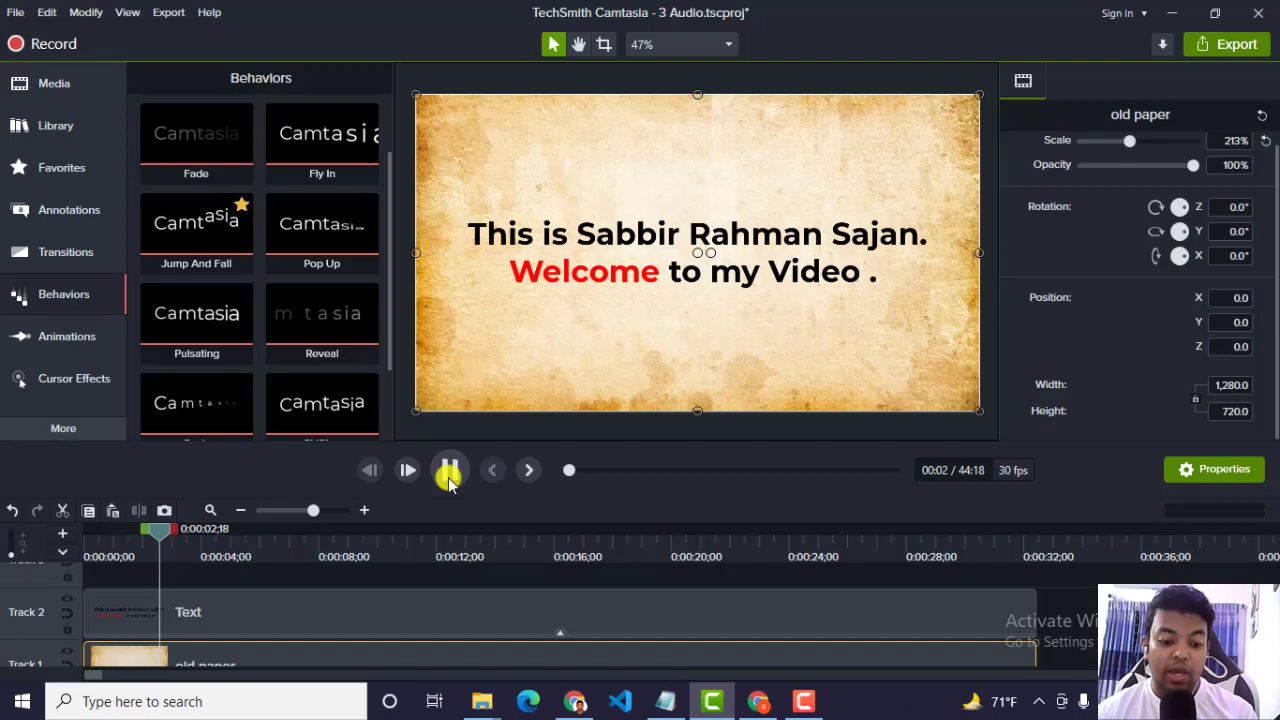 File Edit Modify View Export Help
TechSmith Camtasia - 3 Audio.tscproj*
Sign In
Record
47%
Export
Media
Library
Favorites
Annotations
Transitions
Behaviors
Animations
Cursor Effects
More
Behaviors
Camtasia
Fade
Camtasia
Fly In
Camtasia
Jump And Fall
Camtasia
Pop Up
Camtasia
Pulsating
m t a s i a
Reveal
Camtasia
Camtasia
This is Sabbir Rahman Sajan.
Welcome to my Video .
old paper
Scale 213%
Opacity 100%
Rotation: Z 0.0°
Y 0.0°
X 0.0°
Position: X 0.0
Y 0.0
Z 0.0
Width: 1,280.0
Height: 720.0
00:02 / 44:18 30 fps
Properties
0:00:02;18
0:00:00;00 0:00:04;00 0:00:08;00 0:00:12;00 0:00:16;00 0:00:20;00 0:00:24;00 0:00:28;00 0:00:32;00 0:00:36;00
Track 2
Text
Track 1
old paper
Activate Wi
Go to Settings
Type here to search
71°F